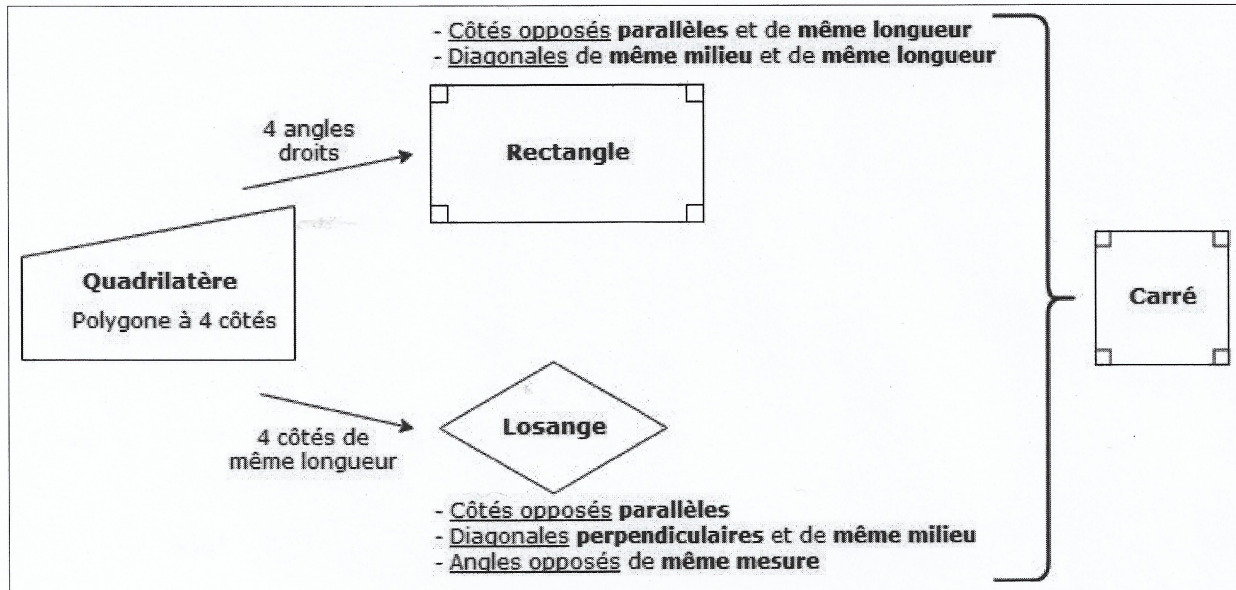 - Côtés opposés parallèles et de même longueur
- Diagonales de même milieu et de même longueur
4 angles
droits
Rectangle
Quadrilatère
Polygone à 4 côtés
Carré
Losange
4 côtés de
même longueur
- Côtés opposés parallèles
- Diagonales perpendiculaires et de même milieu
- Angles opposés de même mesure